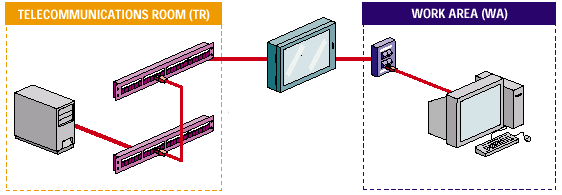 TELECOMMUNICATIONS ROOM (TR)
WORK AREA (WA)